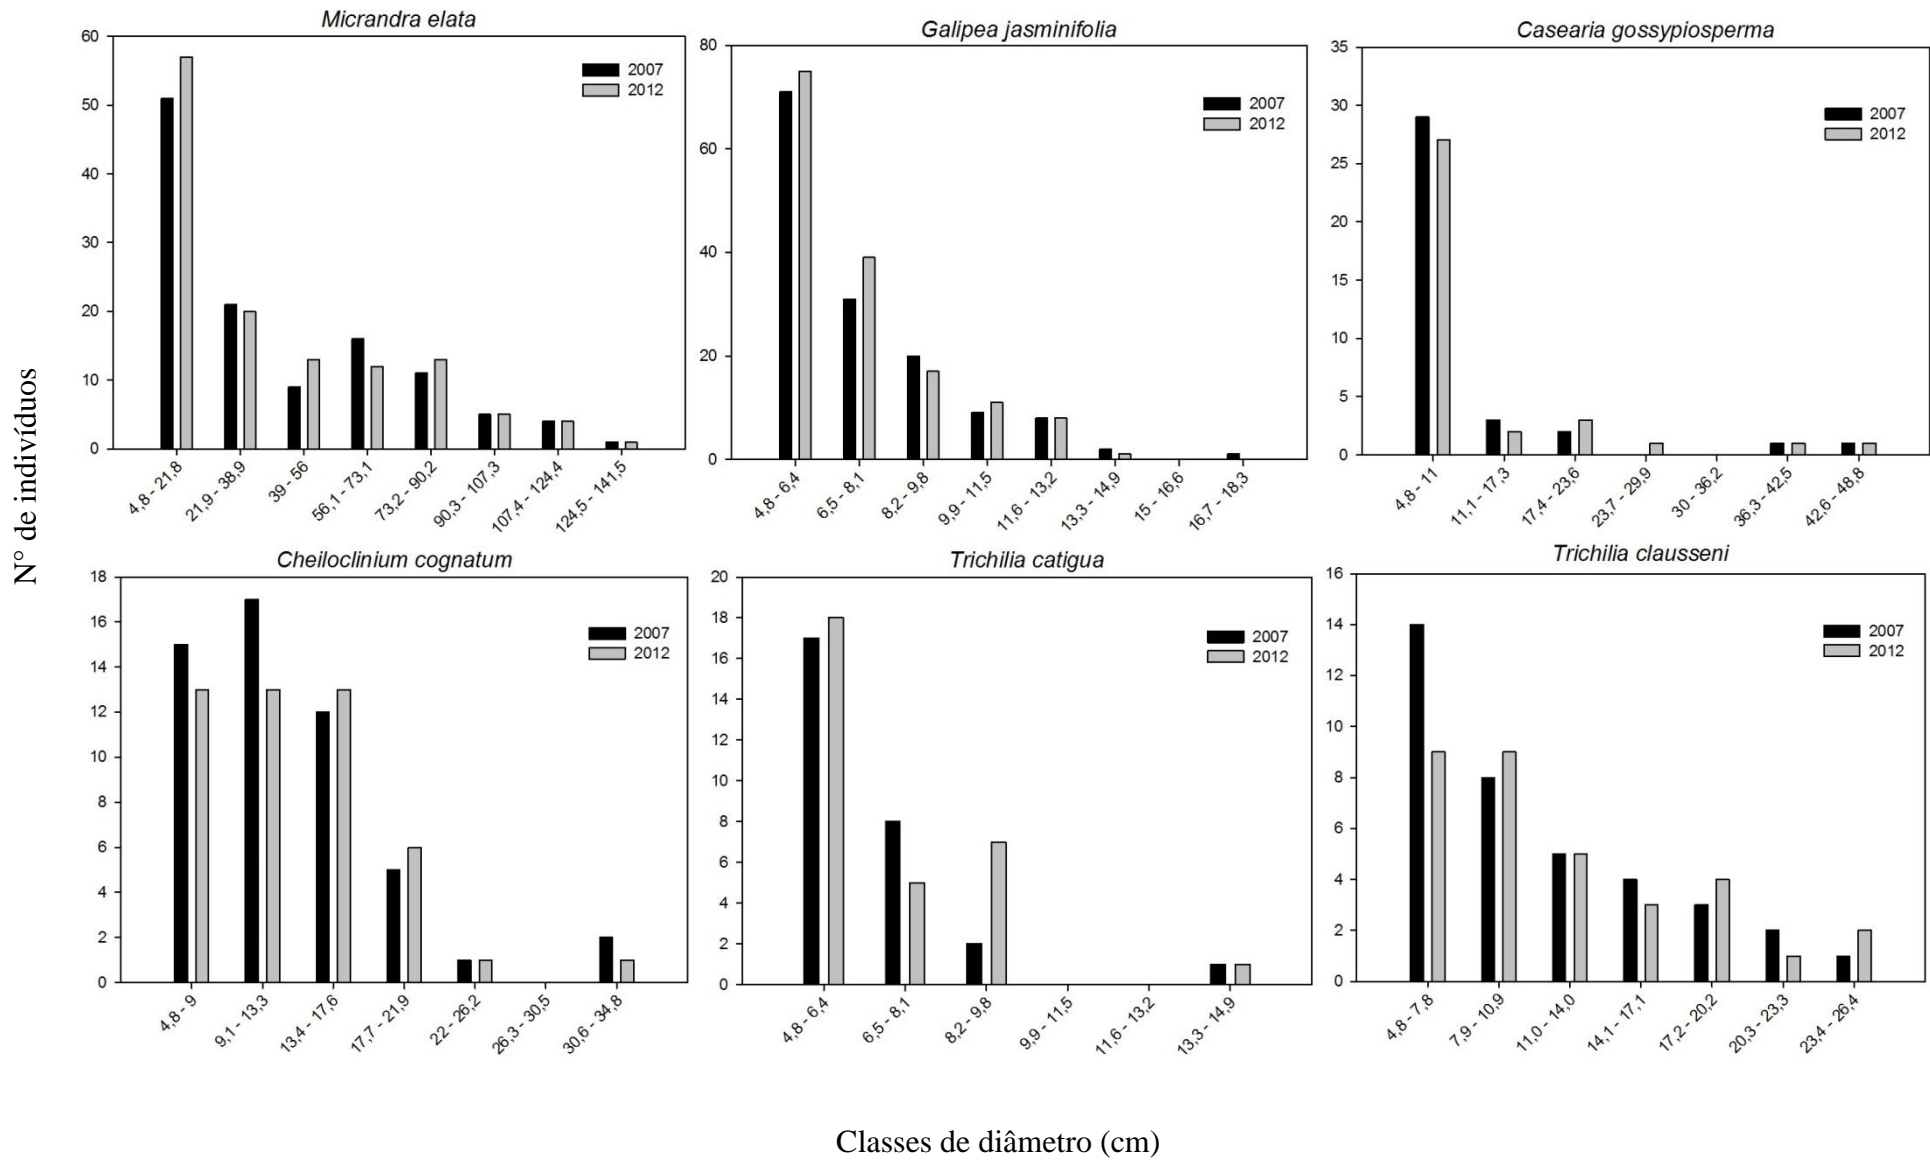 N° de indivíduos
Micrandra elata
60
50
40
30
20
10
0
2007
2012
4,8 - 21,8
21,9 - 38,9
39 - 56
56,1 - 73,1
73,2 - 90,2
90,3 - 107,3
107,4 - 124,4
124,5 - 141,5
Galipea jasminifolia
80
60
40
20
0
2007
2012
4,8 - 6,4
6,5 - 8,1
8,2 - 9,8
9,9 - 11,5
11,6 - 13,2
13,3 - 14,9
15 - 16,6
16,7 - 18,3
Casearia gossypiosperma
35
30
25
20
15
10
5
0
2007
2012
4,8 - 11
11,1 - 17,3
17,4 - 23,6
23,7 - 29,9
30 - 36,2
36,3 - 42,5
42,6 - 48,8
Cheiloclinium cognatum
18
16
14
12
10
8
6
4
2
0
2007
2012
4,8 - 9
9,1 - 13,3
13,4 - 17,6
17,7 - 21,9
22 - 26,2
26,3 - 30,5
30,6 - 34,8
Trichilia catigua
20
18
16
14
12
10
8
6
4
2
0
2007
2012
4,8 - 6,4
6,5 - 8,1
8,2 - 9,8
9,9 - 11,5
11,6 - 13,2
13,3 - 14,9
Trichilia clausseni
16
14
12
10
8
6
4
2
0
2007
2012
4,8 - 7,8
7,9 - 10,9
11,0 - 14,0
14,1 - 17,1
17,2 - 20,2
20,3 - 23,3
23,4 - 26,4
Classes de diâmetro (cm)